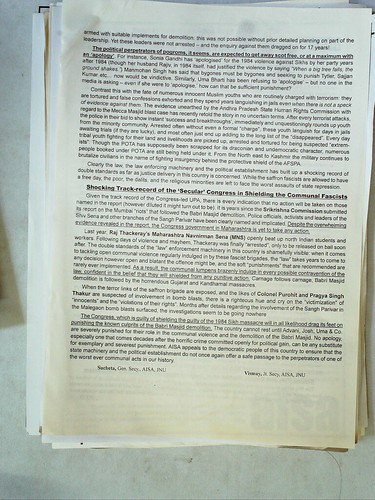 armed with suitable implements for demolition: this was not possible without prior detailed planning on part of the
leadership. Yet these leaders were not arrested – and the enquiry against them dragged on for 17 years!
The political perpetrators of pogroms, it seems, are expected to get away scot free, or at a maximum with
an 'apology'. For instance, Sonia Gandhi has 'apologised' for the 1984 violence against Sikhs by her party years
after 1984 (though her husband Rajiv, in 1984 itself, had justified the violence by saying "When a big tree falls, the
ground shakes.") Manmohan Singh has said that bygones must be bygones and seeking to punish Tytler, Sajjan
Kumar etc... now would be vindictive. Similarly, Uma Bharti has been refusing to 'apologise' – but no one in the
media is asking – even if she were to 'apologise,' how can that be sufficient punishment?
Contrast this with the fate of numerous innocent Muslim youths who are routinely charged with terrorism: they
are tortured and false confessions extorted and they spend years languishing in jails even when there is not a speck
of evidence against them. The evidence unearthed by the Andhra Pradesh State Human Rights Commission with
regard to the Mecca Masjid blast case has recently retold the story in no uncertain terms. After every terrorist attacks,
the police in their bid to show instant 'success and breakthoughs', immediately and unquestioningly rounds up youth
from the minority community. Arrested often without even a formal "charge", these youth languish for days in jails
awaiting trials (if they are lucky), and most often just end up adding to the long list of the "disappeared". Every day
tribal youth fighting for their land and livelihoods are picked up, arrested and tortured for being suspected "extrem-
ists". Though the POTA has supposedly been scrapped for its draconian and undemocratic character, numerous
people booked under POTA are still being held under it. From the North east to Kashmir the military continues to
brutalize civilians in the name of fighting insurgency behind the protective shield of AFSPA.
Clearly the law, the law enforcing machinery and the political establishment has built up a shocking record of
double standards as far as justice delivery in this country is concerned. While the saffron fascists are allowed to have
a free day, the poor, the dalits, and the religious minorities are left to face the worst assaults of state repression.
Shocking Track-record of the 'Secular' Congress in Shielding the Communal Fascists
Given the track record of the Congress-led UPA, there is every indication that no action will be taken on those
named in the report (however diluted it might turn out to be). It is years since the Srikrishna Commission submitted
its report on the Mumbai "riots" that followed the Babri Masjid demolition. Police officials, activists and leaders of the
Shiv Sena and other branches of the Sangh Parivar have been clearly named and implicated. Despite the overwhelming
evidence revealed in the report, the Congress government in Maharashtra is yet to take any action.
Last year, Raj Thackeray's Maharashtra Navnirman Sena (MNS) openly beat up north Indian students and
workers. Following days of violence and mayhem, Thackeray was finally "arrested", only to be released on bail soon
after. The double standards of the 'law' enforcement in this country is shamefully visible: when it comes
to tackling open communal violence regularly indulged in by these fascist brigades, the "law" takes years to come to
any decision however open and blatant the offence might be, and the soft "punishments" that are recommended are
rarely ever implemented. As a result, the communal lumpens brazenly indulge in every possible contravention of the
law, confident in the belief that they will shielded from any punitive action. Carnage follows carnage, Babri Masjid
demolition is followed by the horrendous Gujarat and Kandhamal massacres.
When the terror links of the saffron brigade are exposed, and the likes of Colonel Purohit and Pragya Singh
Thakur are suspected of involvement in bomb blasts, there is a righteous hue and cry on the "victimization" of
"innocents" and the "violations of their rights". Months after details regarding the involvement of the Sangh Parivar in
the Malegaon bomb blasts surfaced, the investigations seem to be going nowhere.
The Congress, which is guilty of shielding the guilty of the 1984 Sikh massacre will in all likelihood drag its feet on
punishing the known culprits of the Babri Masjid demolition. The country cannot rest until Advani, Joshi, Uma & Co.
are severely punished for their role in the communal violence and the demolition of the Babri Masjid. No apology,
especially one that comes decades after the horrific crime committed openly for political gain, can be any substitute
for exemplary and severest punishment. AISA appeals to the democratic people of this country to ensure that the
state machinery and the political establishment do not once again offer a safe passage to the perpetrators of one of
the worst ever communal acts in our history.
Sucheta, Gen. Secy., AISA, JNU Vismay, Jt. Secy., AISA, JNU